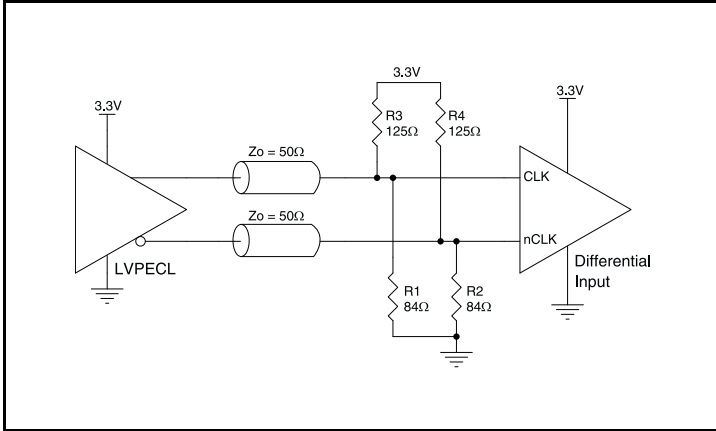 3.3V
3.3V
3.3V
R3
125Ω
R4
125Ω
Zo = 50Ω
CLK
Zo = 50Ω
nCLK
LVPECL
Differential
Input
R1
84Ω
R2
84Ω